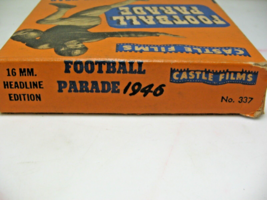 FOOTBALL
PARADE
CASTLE FILMS
16 MM.
HEADLINE
EDITION
FOOTBALL
PARADE 1946
CASTLE FILMS
No. 337